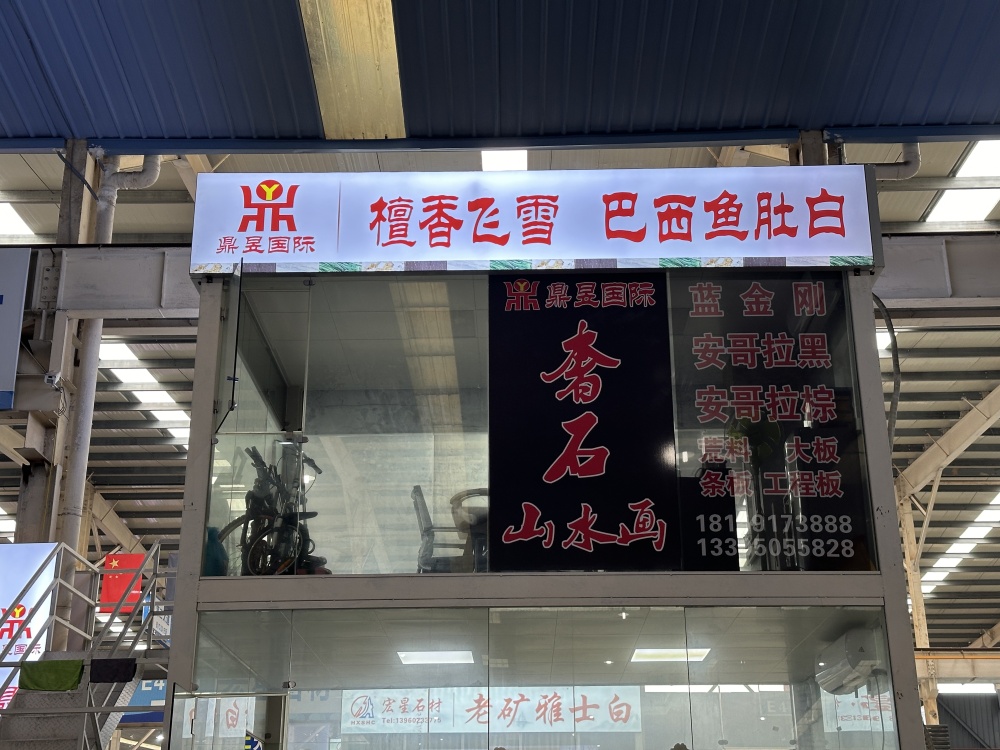 鼎昱国际
檀香飞雪 巴西鱼肚白
鼎昱国际
奢石
山水画
蓝金刚
安哥拉黑
安哥拉棕
荒料 大板
条板 工程板
宏星石材
老矿雅士白